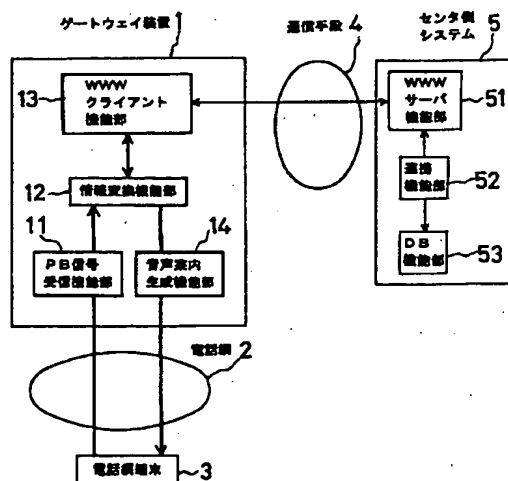 ゲートウェイ装置
1
通信手段
4
センタ側
システム
5
13
WWW
クライアント
機能部
WWW
サーバ
機能部
51
12
情報変換機能部
連携
機能部
52
11
14
PB信号
受信機能部
音声案内
生成機能部
DB
機能部
53
電話網
2
電話網端末
3